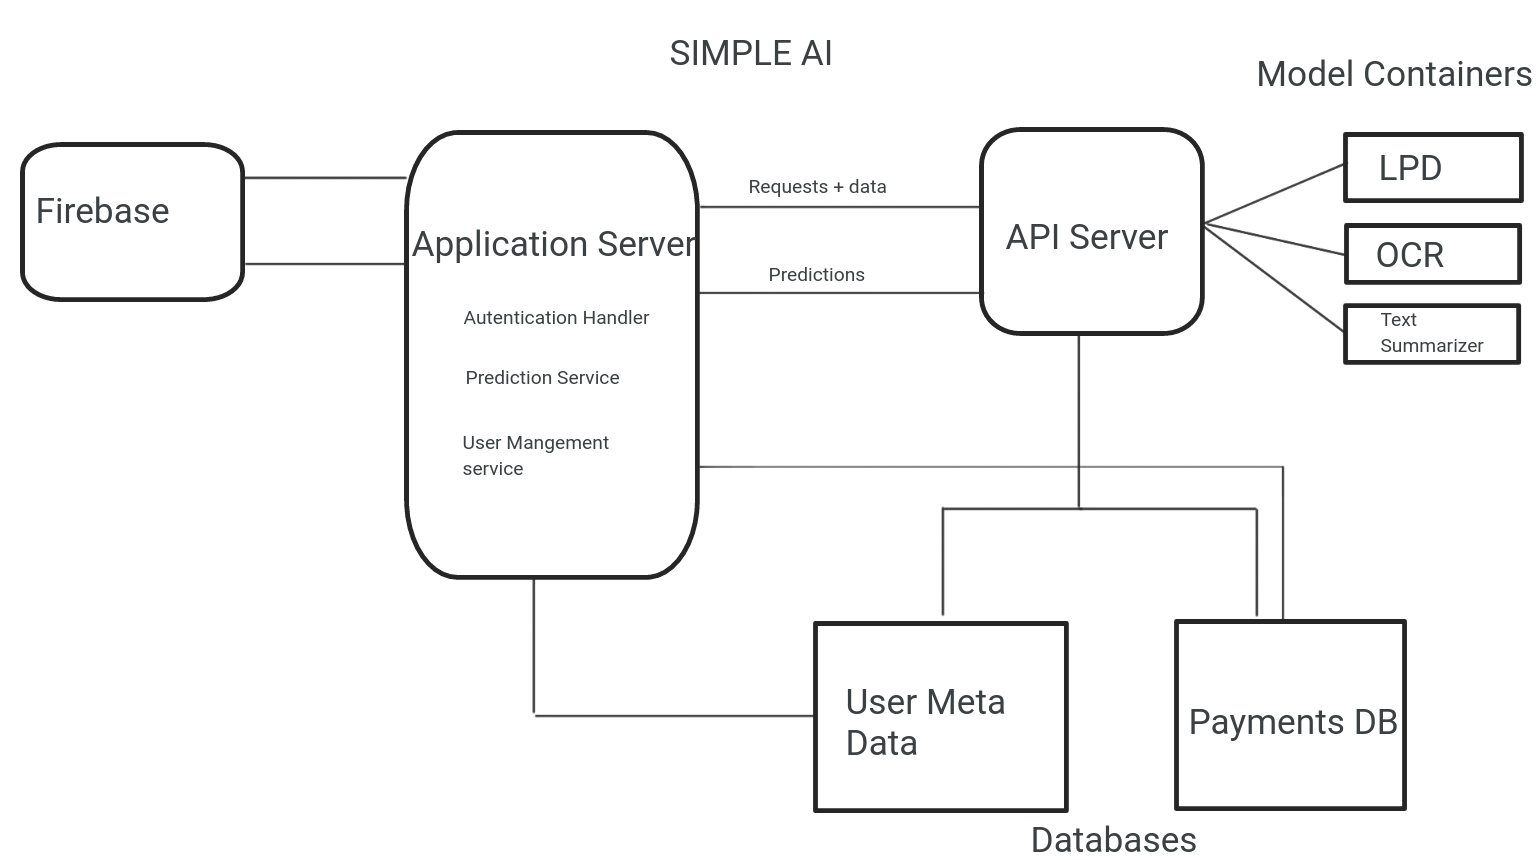 SIMPLE AI
Model Containers
Firebase
Application Server
Autentication Handler
Prediction Service
User Mangement
service
Requests + data
Predictions
API Server
LPD
OCR
Text
Summarizer
User Meta
Data
Payments DB
Databases